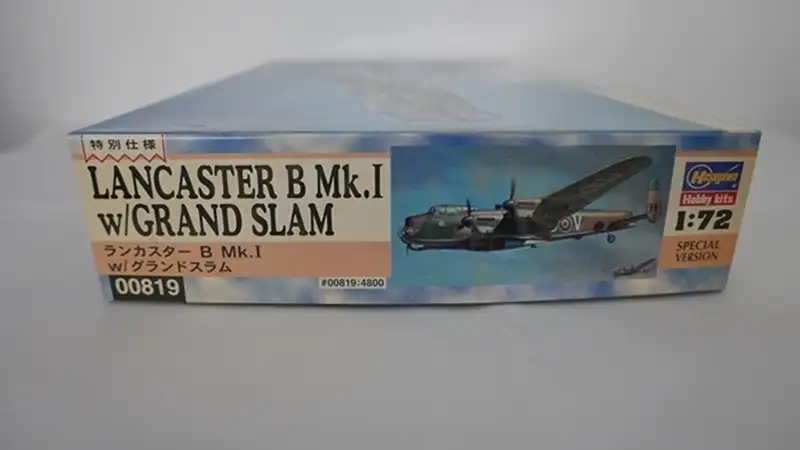 特別仕様
LANCASTER B Mk.I
w/GRAND SLAM
ランカスター B Mk.I
w/グランドスラム
00819
#00819:4800
Hasegawa
Hobby kits
1:72
SPECIAL
VERSION
V